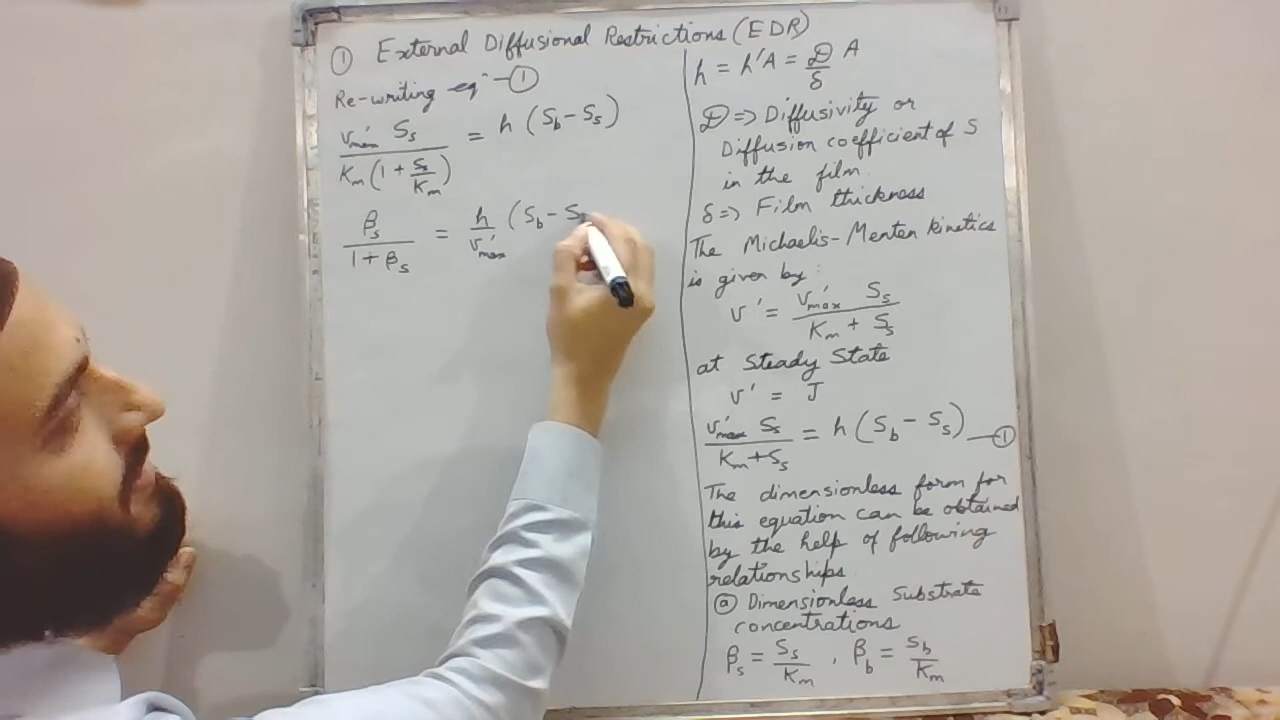 ① External Diffusional Restrictions (EDR)
Re-writing eqⁿ - ①
v'max Ss / Km (1 + Ss/Km) = h (Sb - Ss)
βs / 1 + βs = h / v'max (Sb - Ss
h = h'A = 𝒟/δ A
𝒟 => Diffusivity or
Diffusion coefficient of S
in the film
δ => Film thickness
The Michaelis-Menten kinetics
is given by:
v' = v'max Ss / Km + Ss
at Steady State
v' = J
v'max Ss / Km + Ss = h (Sb - Ss) - ①
The dimensionless form for
this equation can be obtained
by the help of following
relationships
ⓐ Dimensionless Substrate
concentrations
βs = Ss/Km , βb = Sb/Km